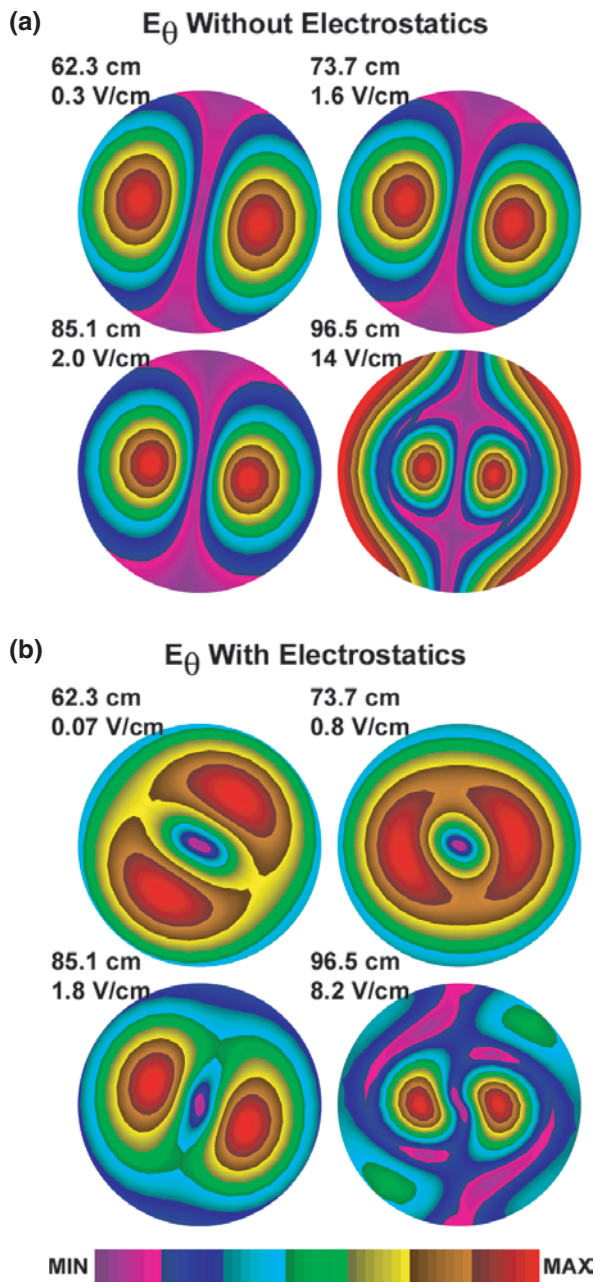 (a)
Eθ Without Electrostatics
62.3 cm
0.3 V/cm
73.7 cm
1.6 V/cm
85.1 cm
2.0 V/cm
96.5 cm
14 V/cm
(b)
Eθ With Electrostatics
62.3 cm
0.07 V/cm
73.7 cm
0.8 V/cm
85.1 cm
1.8 V/cm
96.5 cm
8.2 V/cm
MIN MAX